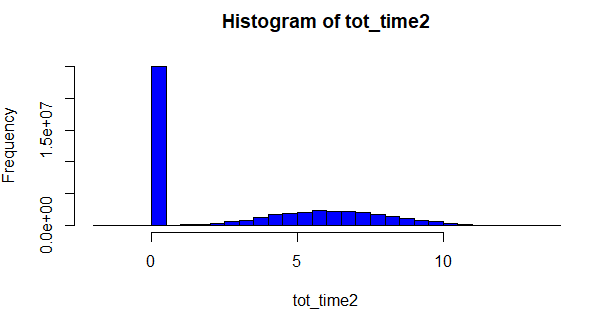 Histogram of tot_time2
Frequency
0.0e+00
1.5e+07
0
5
10
tot_time2